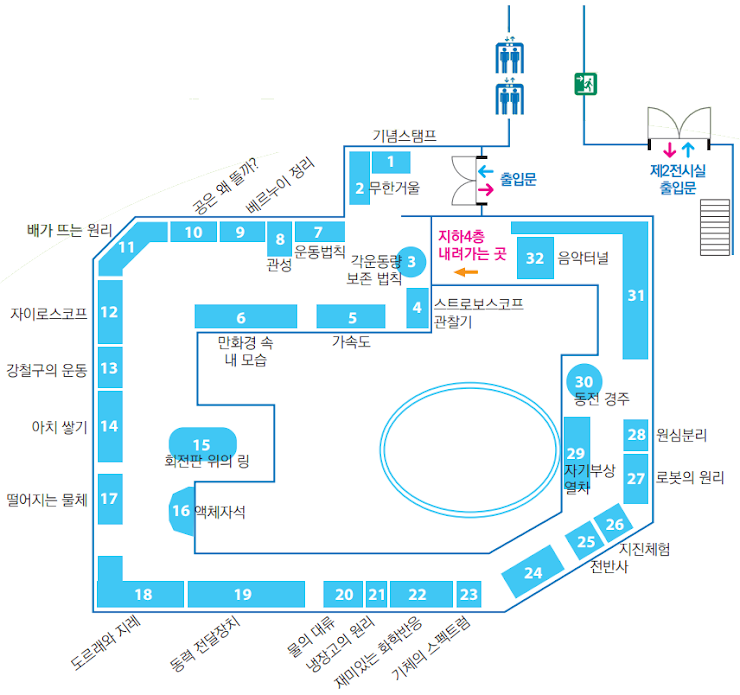 기념스탬프
1
2
무한거울
출입문
제2전시실
출입문
공은 왜 뜰까?
베르누이 정리
배가 뜨는 원리
11
10
9
8
관성
7
운동법칙
각운동량
보존 법칙
3
지하4층
내려가는 곳
32
음악터널
31
자이로스코프
12
6
만화경 속
내 모습
5
가속도
4
스트로보스코프
관찰기
강철구의 운동
13
30
동전 경주
아치 쌓기
14
15
회전판 위의 링
29
자기부상
열차
28
원심분리
떨어지는 물체
17
16
액체자석
27
로봇의 원리
26
지진체험
25
전반사
24
18
도르래와 지레
19
동력 전달장치
20
물의 대류
21
냉장고의 원리
22
재미있는 화학반응
23
기체의 스펙트럼